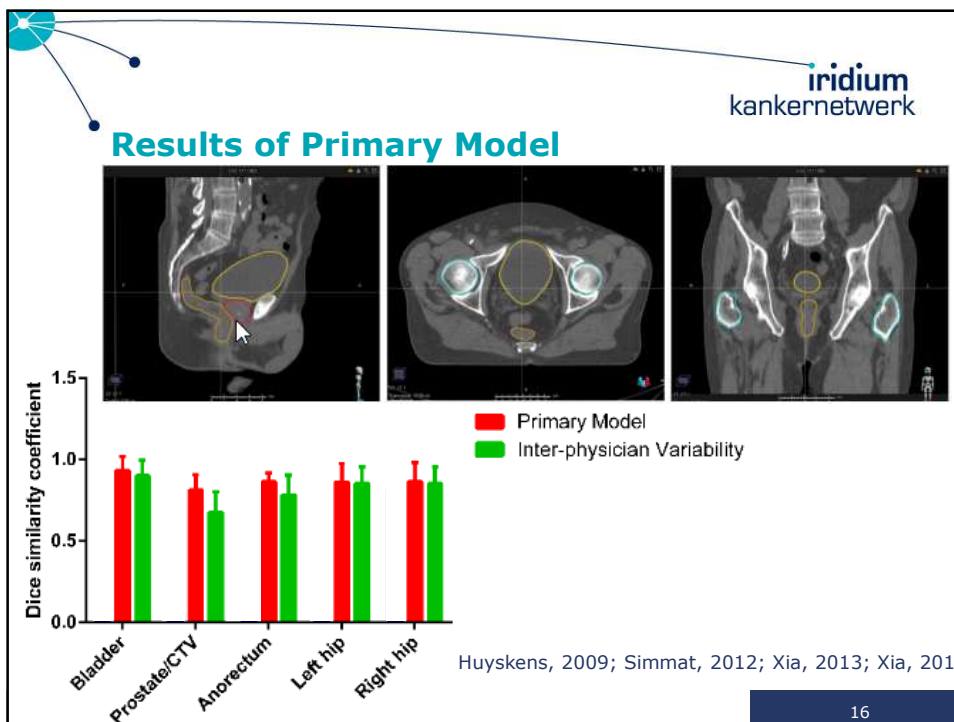 iridium
kankernetwerk
Results of Primary Model
1.5
1.0
0.5
0.0
Dice similarity coefficient
Bladder
Prostate/CTV
Anorectum
Left hip
Right hip
Primary Model
Inter-physician Variability
Huyskens, 2009; Simmat, 2012; Xia, 2013; Xia, 201
16